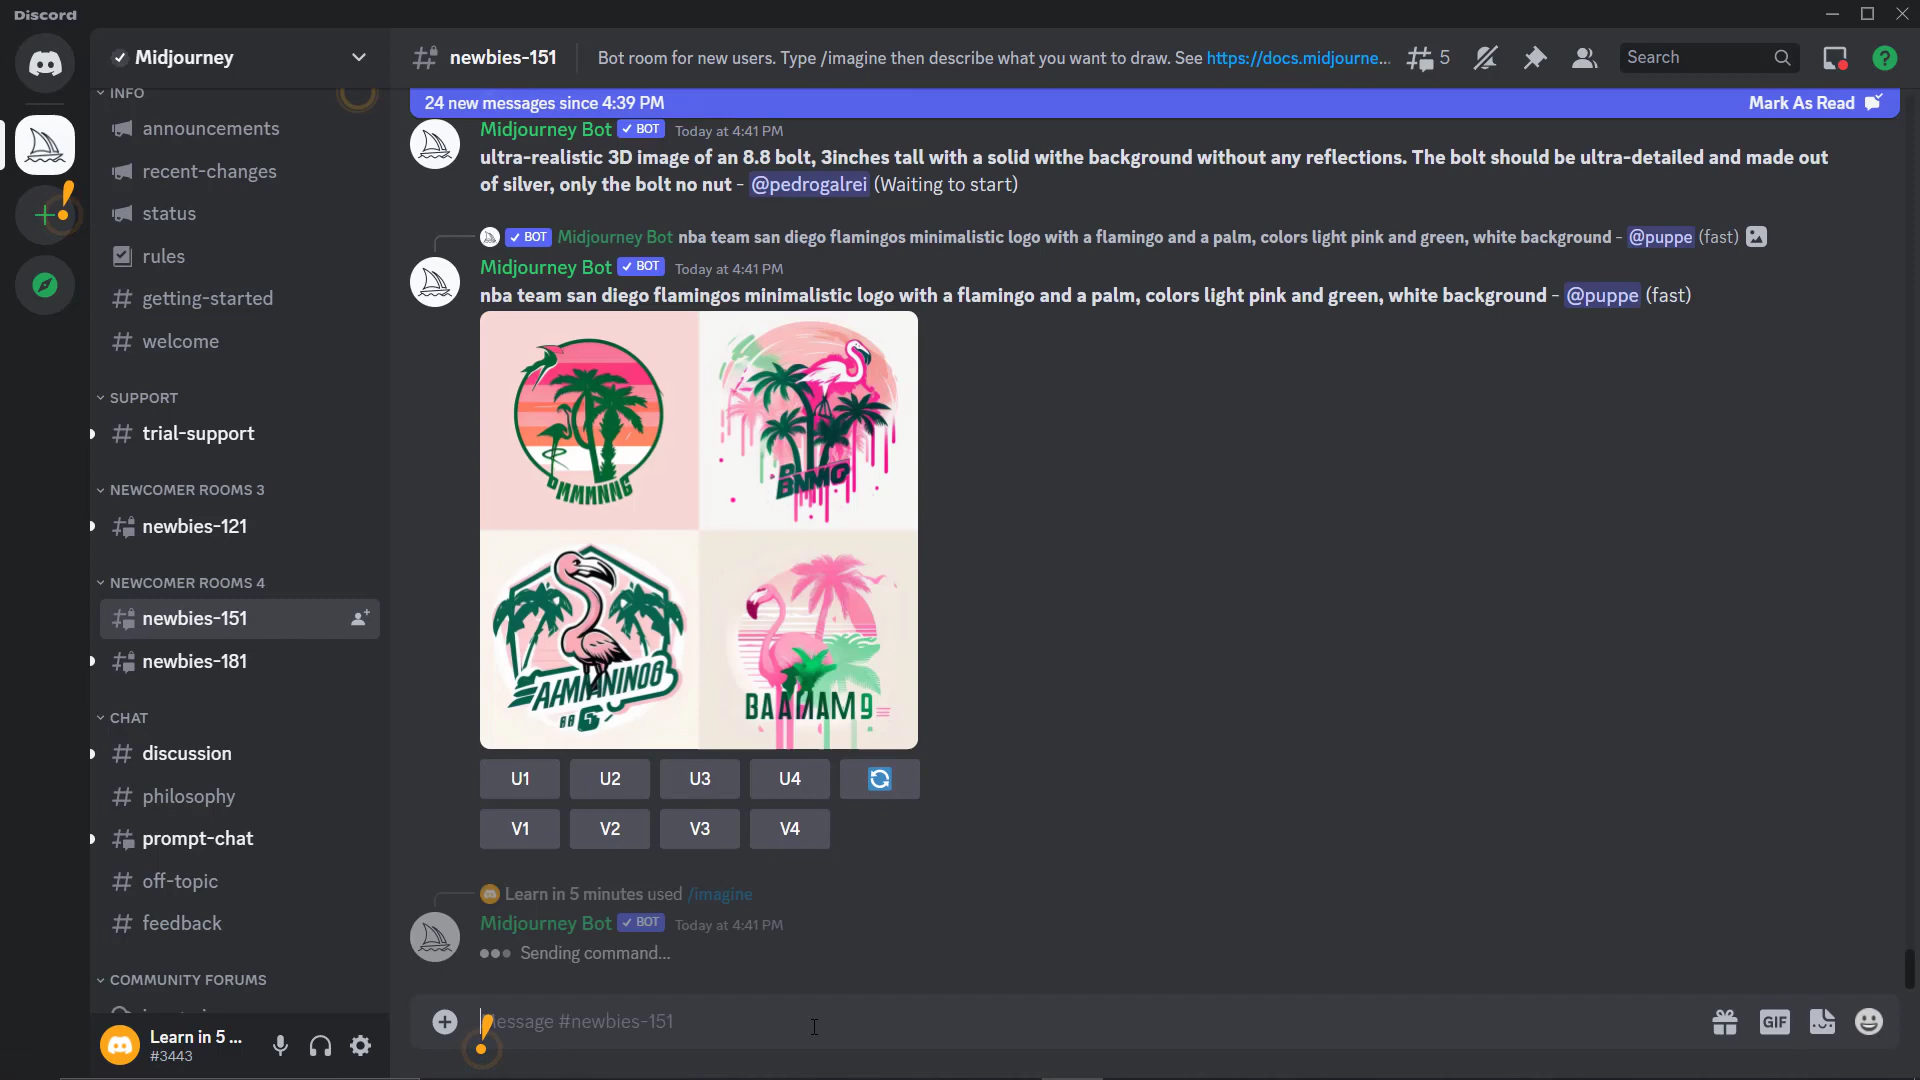 Discord
Midjourney
INFO
announcements
recent-changes
status
rules
getting-started
welcome
SUPPORT
trial-support
NEWCOMER ROOMS 3
newbies-121
NEWCOMER ROOMS 4
newbies-151
newbies-181
CHAT
discussion
philosophy
prompt-chat
off-topic
feedback
COMMUNITY FORUMS
Learn in 5 ...
#3443
newbies-151
Bot room for new users. Type /imagine then describe what you want to draw. See https://docs.midjourne...
5
Search
24 new messages since 4:39 PM
Mark As Read
Midjourney Bot BOT Today at 4:41 PM
ultra-realistic 3D image of an 8.8 bolt, 3inches tall with a solid withe background without any reflections. The bolt should be ultra-detailed and made out
of silver, only the bolt no nut - @pedrogalrei (Waiting to start)
BOT Midjourney Bot nba team san diego flamingos minimalistic logo with a flamingo and a palm, colors light pink and green, white background - @puppe (fast)
Midjourney Bot BOT Today at 4:41 PM
nba team san diego flamingos minimalistic logo with a flamingo and a palm, colors light pink and green, white background - @puppe (fast)
BNMG
BAAMAM9
U1 U2 U3 U4
V1 V2 V3 V4
Learn in 5 minutes used /imagine
Midjourney Bot BOT Today at 4:41 PM
Sending command...
Message #newbies-151
GIF